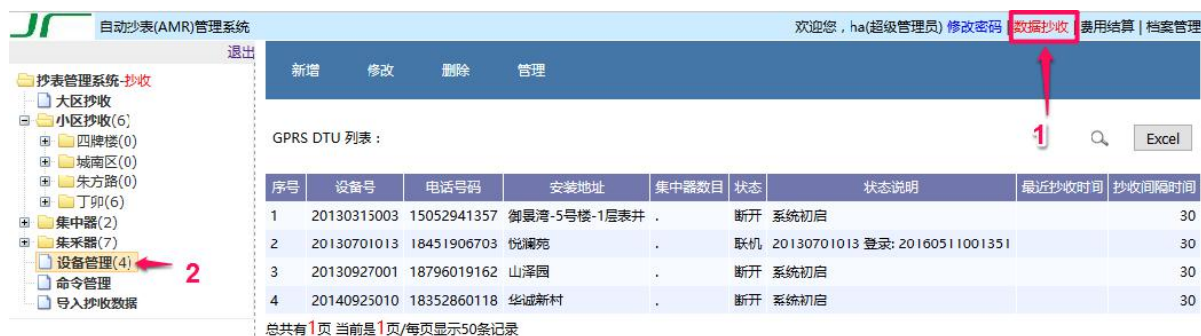 自动抄表(AMR)管理系统
欢迎您，ha(超级管理员) 修改密码 | 数据抄收 | 费用结算 | 档案管理
退出
抄表管理系统-抄收
大区抄收
小区抄收(6)
四牌楼(0)
城南区(0)
朱方路(0)
丁卯(6)
集中器(2)
集采器(7)
设备管理(4)
命令管理
导入抄收数据
2
新增 修改 删除 管理
1
GPRS DTU 列表：
Excel
序号 设备号 电话号码 安装地址 集中器数目 状态 状态说明 最近抄收时间 抄收间隔时间
1 20130315003 15052941357 御景湾-5号楼-1层表井 . 断开 系统初启 30
2 20130701013 18451906703 悦澜苑 . 联机 20130701013 登录: 20160511001351 30
3 20130927001 18796019162 山泽园 . 断开 系统初启 30
4 20140925010 18352860118 华诚新村 . 断开 系统初启 30
总共有1页 当前是1页/每页显示50条记录